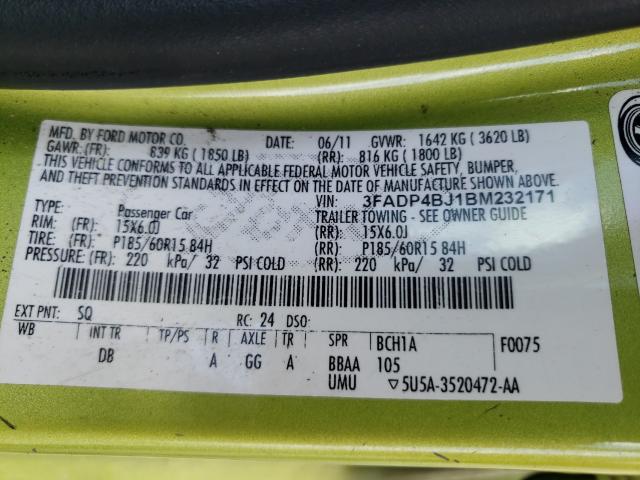 MFD. BY FORD MOTOR CO. DATE: 06/11 GVWR: 1642 KG ( 3620 LB)
GAWR: (FR): 839 KG ( 1850 LB) (RR): 816 KG ( 1800 LB)
THIS VEHICLE CONFORMS TO ALL APPLICABLE FEDERAL MOTOR VEHICLE SAFETY, BUMPER,
AND THEFT PREVENTION STANDARDS IN EFFECT ON THE DATE OF MANUFACTURE SHOWN ABOVE.
VIN: 3FADP4BJ1BM232171
TYPE: Passenger Car TRAILER TOWING - SEE OWNER GUIDE
RIM: (FR): 15X6.0J (RR): 15X6.0J
TIRE: (FR): P185/60R15 84H (RR): P185/60R15 84H
PRESSURE: (FR): 220 kPa/ 32 PSI COLD (RR): 220 kPa/ 32 PSI COLD
EXT PNT: SQ RC: 24 DSO:
WB INT TR TP/PS R AXLE TR SPR BCH1A F0075
DB A GG A BBAA 105
UMU ▽5U5A-3520472-AA